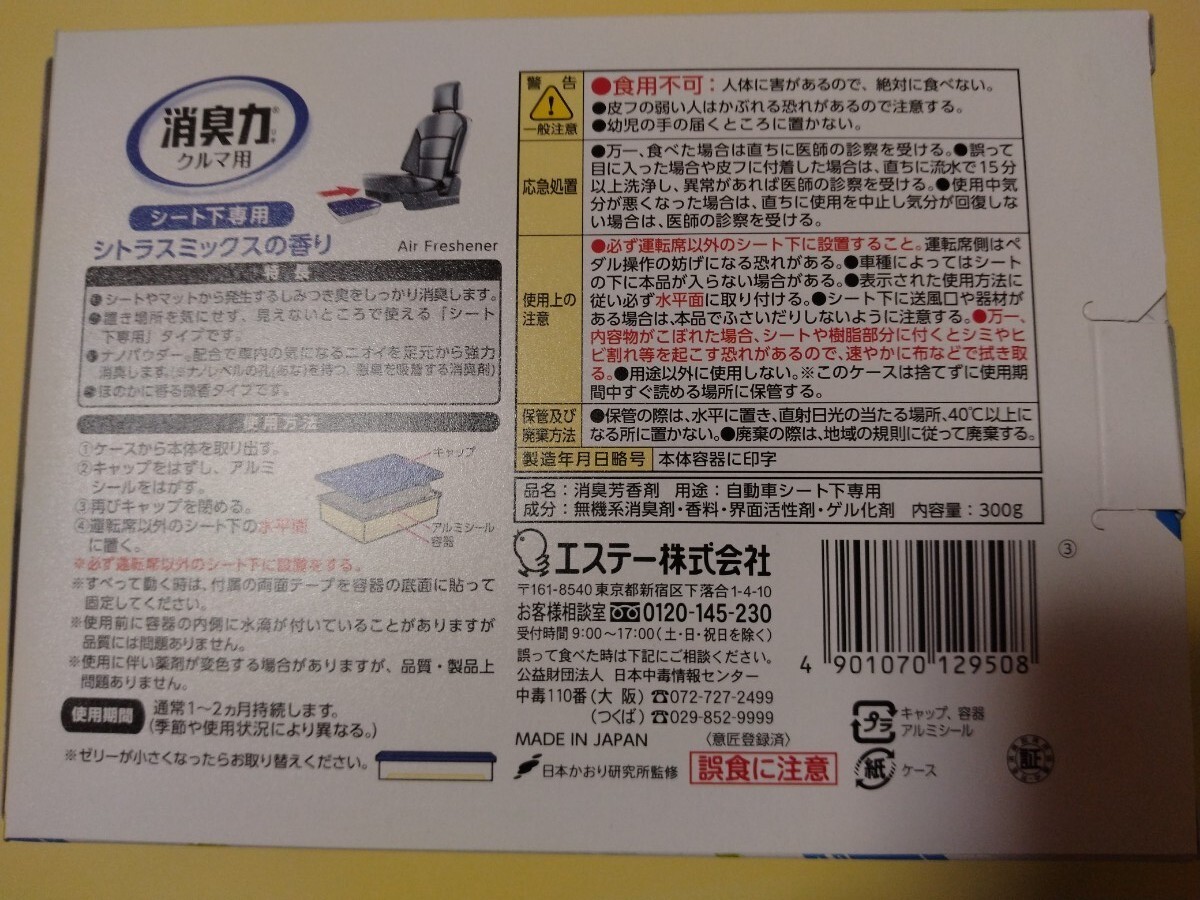 消臭力®
クルマ用
シート下専用
シトラスミックスの香り
Air Freshener
特長
❶シートやマットから発生するしみつき臭をしっかり消臭します。
❷置き場所を気にせず、見えないところで使える「シート
下専用」タイプです。
❸ナノパウダー※配合で車内の気になるニオイを足元から強力
消臭します。(※ナノレベルの孔(あな)を持つ、悪臭を吸着する消臭剤)
❹ほのかに香る微香タイプです。
使用方法
①ケースから本体を取り出す。
②キャップをはずし、アルミ
シールをはがす。
③再びキャップを閉める。
④運転席以外のシート下の水平面
に置く。
キャップ
アルミシール
容器
※必ず運転席以外のシート下に設置をする。
※すべって動く時は、付属の両面テープを容器の底面に貼って
固定してください。
※使用前に容器の内側に水滴が付いていることがありますが
品質には問題ありません。
※使用に伴い薬剤が変色する場合がありますが、品質・製品上
問題ありません。
使用期間
通常1〜2ヵ月持続します。
(季節や使用状況により異なる。)
※ゼリーが小さくなったらお取り替えください。
警告
一般注意
●食用不可：人体に害があるので、絶対に食べない。
●皮フの弱い人はかぶれる恐れがあるので注意する。
●幼児の手の届くところに置かない。
応急処置
●万一、食べた場合は直ちに医師の診察を受ける。●誤って
目に入った場合や皮フに付着した場合は、直ちに流水で15分
以上洗浄し、異常があれば医師の診察を受ける。●使用中気
分が悪くなった場合は、直ちに使用を中止し気分が回復しな
い場合は、医師の診察を受ける。
使用上の
注意
●必ず運転席以外のシート下に設置すること。運転席側はペ
ダル操作の妨げになる恐れがある。●車種によってはシート
の下に本品が入らない場合がある。●表示された使用方法に
従い必ず水平面に取り付ける。●シート下に送風口や器材が
ある場合は、本品でふさいだりしないように注意する。●万一、
内容物がこぼれた場合、シートや樹脂部分に付くとシミやヒ
ビ割れ等を起こす恐れがあるので、速やかに布などで拭き取
る。●用途以外に使用しない。※このケースは捨てずに使用期
間中すぐ読める場所に保管する。
保管及び
廃棄方法
●保管の際は、水平に置き、直射日光の当たる場所、40℃以上に
なる所に置かない。●廃棄の際は、地域の規則に従って廃棄する。
製造年月日略号 本体容器に印字
品名：消臭芳香剤 用途：自動車シート下専用
成分：無機系消臭剤・香料・界面活性剤・ゲル化剤 内容量：300g
エステー株式会社
〒161-8540 東京都新宿区下落合1-4-10
お客様相談室 0120-145-230
受付時間 9:00〜17:00(土・日・祝日を除く)
誤って食べた時は下記にご相談ください。
公益財団法人 日本中毒情報センター
中毒110番(大 阪)☎072-727-2499
(つくば)☎029-852-9999
MADE IN JAPAN 〈意匠登録済〉
日本かおり研究所監修
誤食に注意
③
4 901070 129508
プラ
キャップ、容器
アルミシール
紙
ケース
証